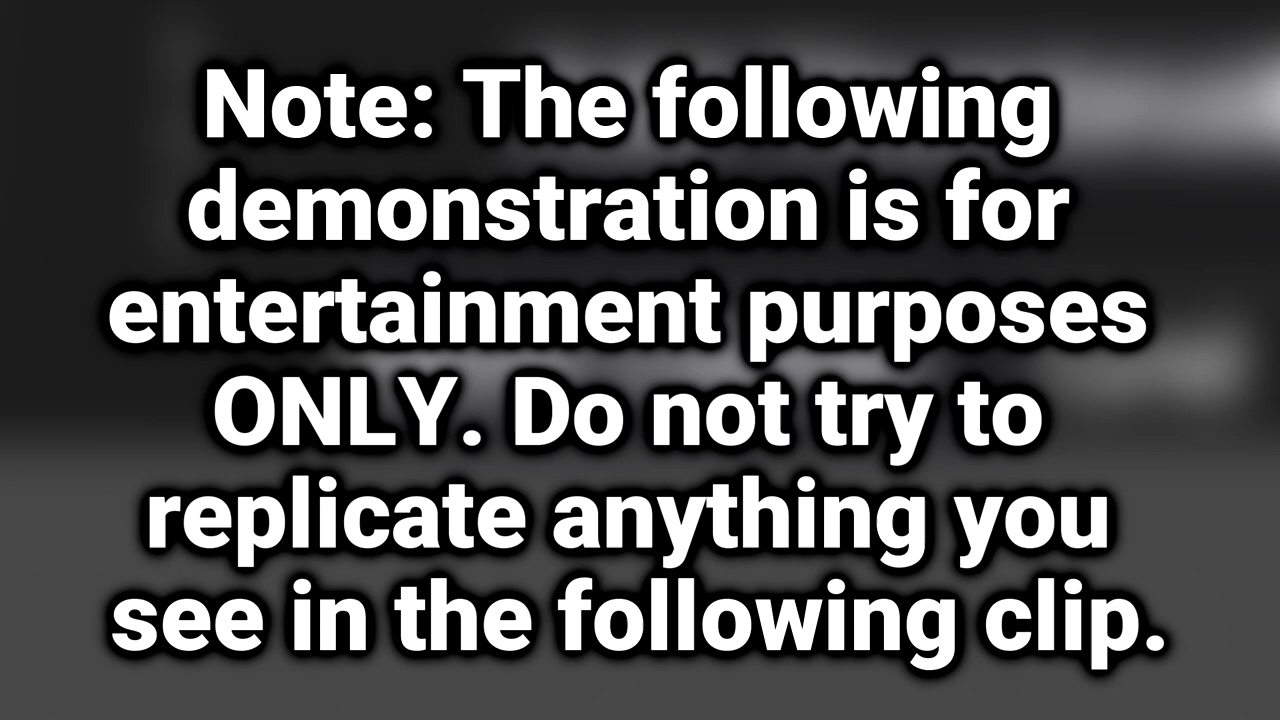 Note: The following
demonstration is for
entertainment purposes
ONLY. Do not try to
replicate anything you
see in the following clip.